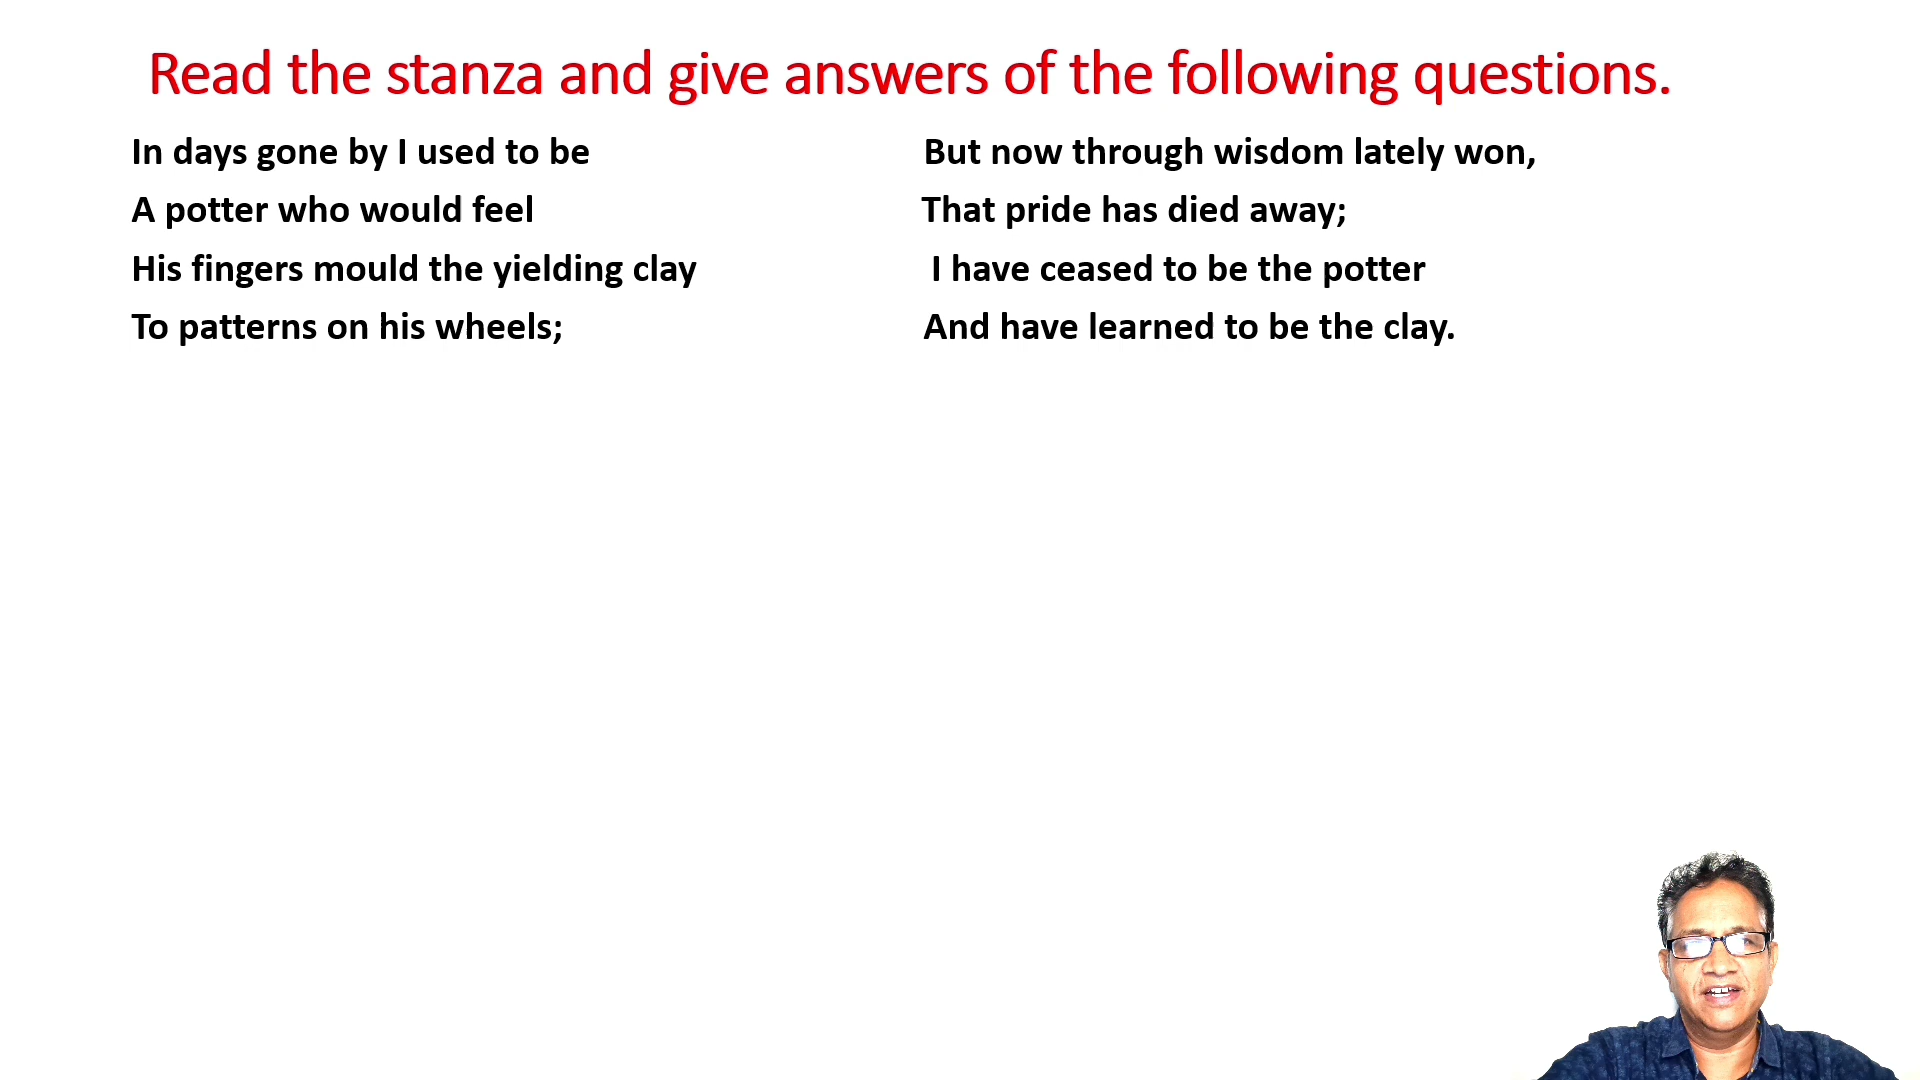 Read the stanza and give answers of the following questions.
In days gone by I used to be
A potter who would feel
His fingers mould the yielding clay
To patterns on his wheels;
But now through wisdom lately won,
That pride has died away;
I have ceased to be the potter
And have learned to be the clay.